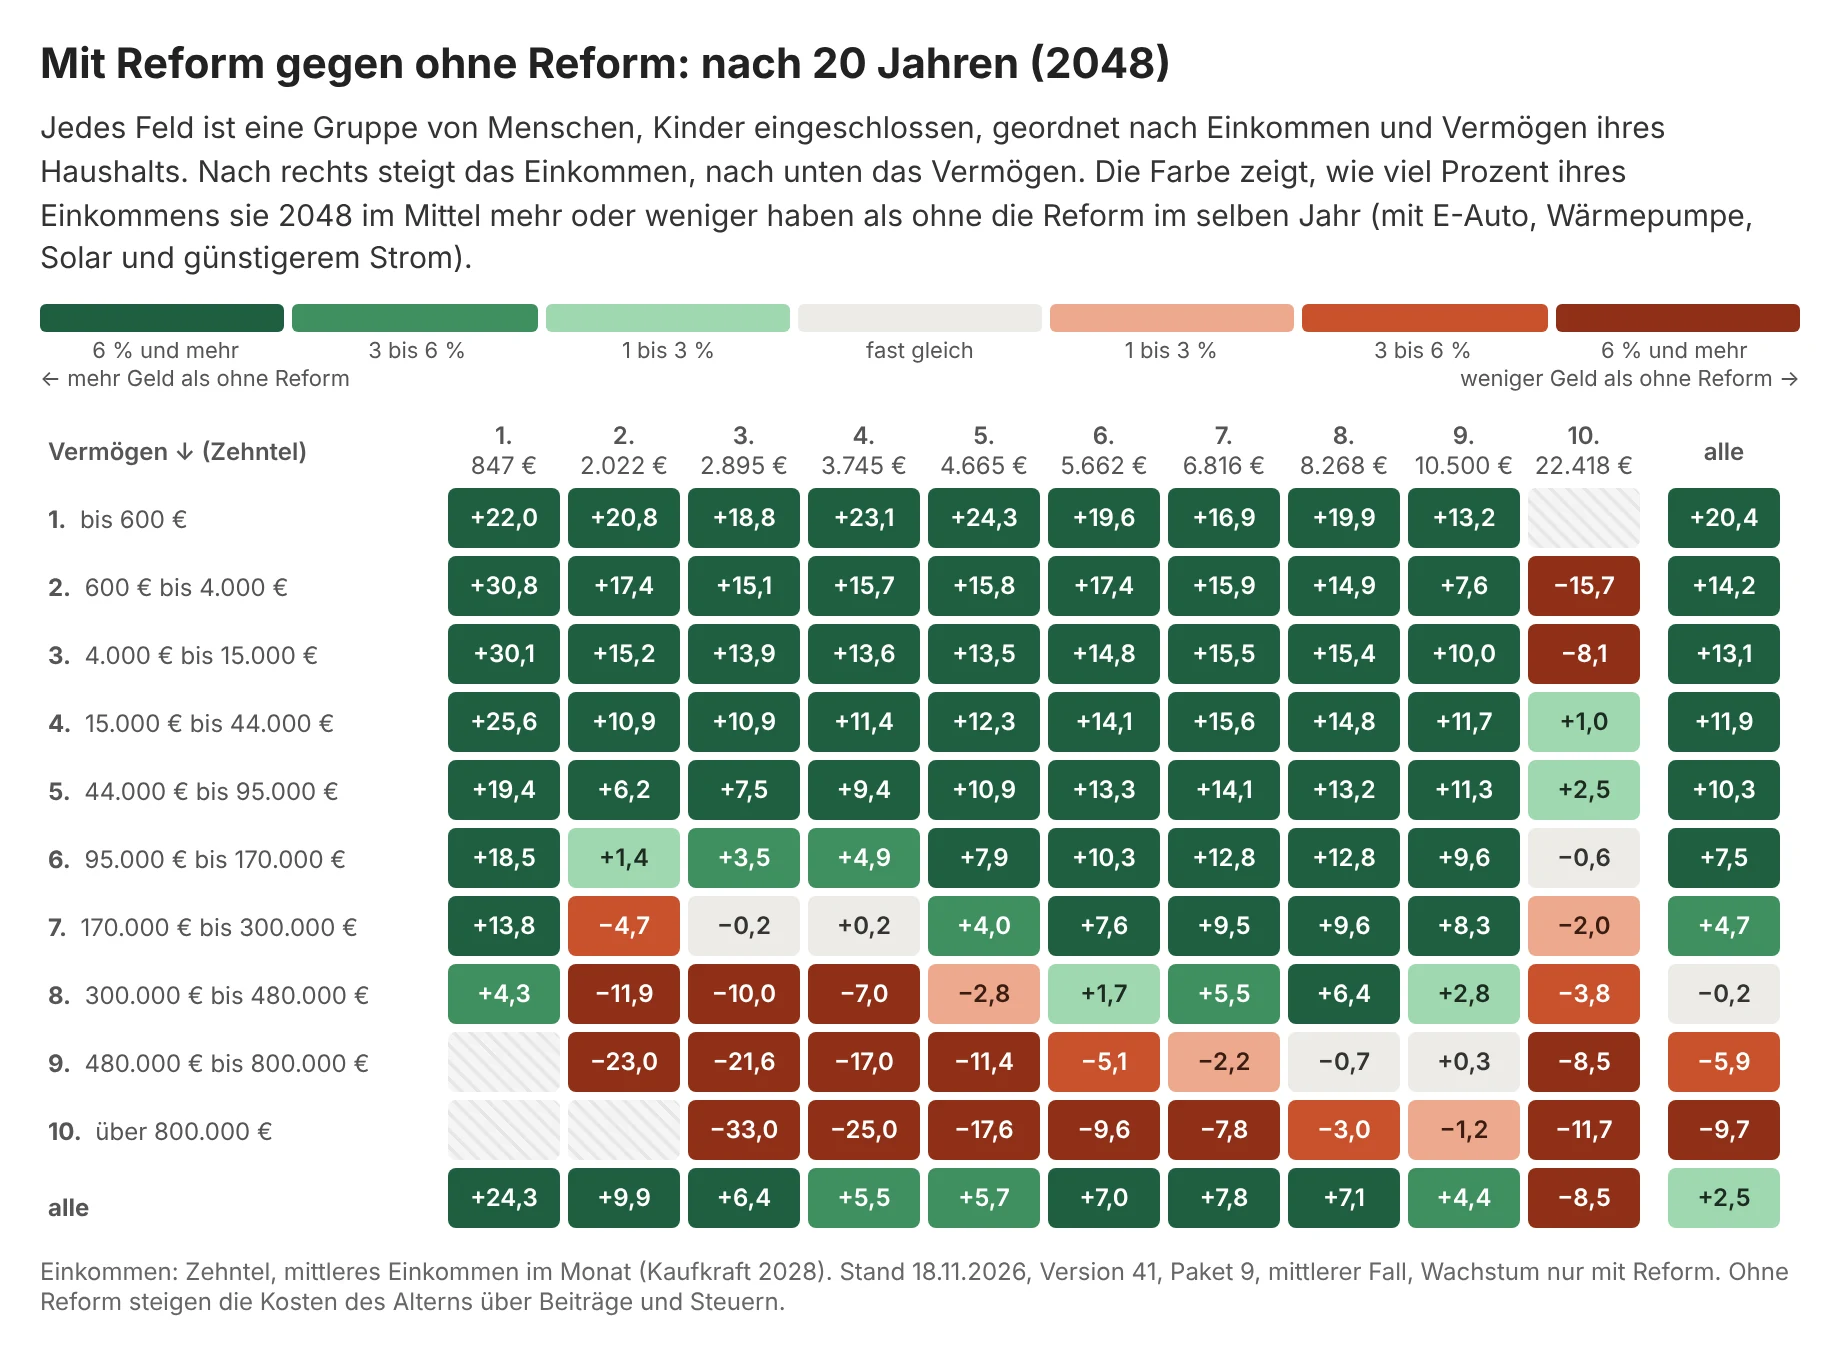 Mit Reform gegen ohne Reform: nach 20 Jahren (2048)
Jedes Feld ist eine Gruppe von Menschen, Kinder eingeschlossen, geordnet nach Einkommen und Vermögen ihres
Haushalts. Nach rechts steigt das Einkommen, nach unten das Vermögen. Die Farbe zeigt, wie viel Prozent ihres
Einkommens sie 2048 im Mittel mehr oder weniger haben als ohne die Reform im selben Jahr (mit E-Auto, Wärmepumpe,
Solar und günstigerem Strom).
6 % und mehr 3 bis 6 % 1 bis 3 % fast gleich 1 bis 3 % 3 bis 6 % 6 % und mehr
← mehr Geld als ohne Reform weniger Geld als ohne Reform →
Vermögen ↓ (Zehntel) 1. 2. 3. 4. 5. 6. 7. 8. 9. 10. alle
847 € 2.022 € 2.895 € 3.745 € 4.665 € 5.662 € 6.816 € 8.268 € 10.500 € 22.418 €
1. bis 600 € +22,0 +20,8 +18,8 +23,1 +24,3 +19,6 +16,9 +19,9 +13,2 +20,4
2. 600 € bis 4.000 € +30,8 +17,4 +15,1 +15,7 +15,8 +17,4 +15,9 +14,9 +7,6 −15,7 +14,2
3. 4.000 € bis 15.000 € +30,1 +15,2 +13,9 +13,6 +13,5 +14,8 +15,5 +15,4 +10,0 −8,1 +13,1
4. 15.000 € bis 44.000 € +25,6 +10,9 +10,9 +11,4 +12,3 +14,1 +15,6 +14,8 +11,7 +1,0 +11,9
5. 44.000 € bis 95.000 € +19,4 +6,2 +7,5 +9,4 +10,9 +13,3 +14,1 +13,2 +11,3 +2,5 +10,3
6. 95.000 € bis 170.000 € +18,5 +1,4 +3,5 +4,9 +7,9 +10,3 +12,8 +12,8 +9,6 −0,6 +7,5
7. 170.000 € bis 300.000 € +13,8 −4,7 −0,2 +0,2 +4,0 +7,6 +9,5 +9,6 +8,3 −2,0 +4,7
8. 300.000 € bis 480.000 € +4,3 −11,9 −10,0 −7,0 −2,8 +1,7 +5,5 +6,4 +2,8 −3,8 −0,2
9. 480.000 € bis 800.000 € −23,0 −21,6 −17,0 −11,4 −5,1 −2,2 −0,7 +0,3 −8,5 −5,9
10. über 800.000 € −33,0 −25,0 −17,6 −9,6 −7,8 −3,0 −1,2 −11,7 −9,7
alle +24,3 +9,9 +6,4 +5,5 +5,7 +7,0 +7,8 +7,1 +4,4 −8,5 +2,5
Einkommen: Zehntel, mittleres Einkommen im Monat (Kaufkraft 2028). Stand 18.11.2026, Version 41, Paket 9, mittlerer Fall, Wachstum nur mit Reform. Ohne
Reform steigen die Kosten des Alterns über Beiträge und Steuern.